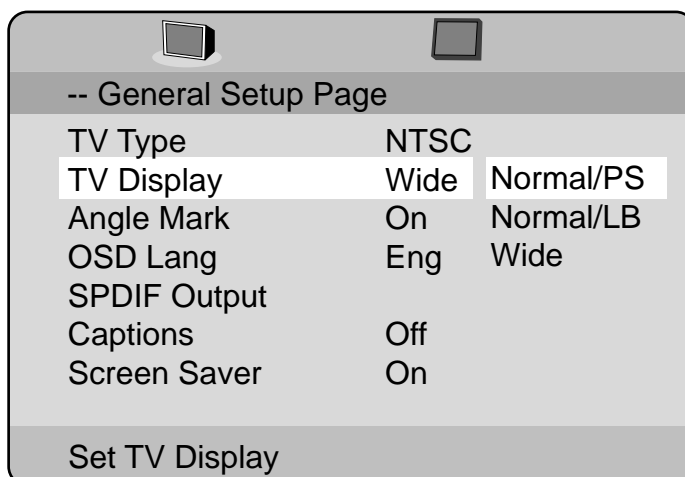 -- General Setup Page
TV Type NTSC
TV Display Wide Normal/PS
Angle Mark On Normal/LB
OSD Lang Eng Wide
SPDIF Output
Captions Off
Screen Saver On
Set TV Display